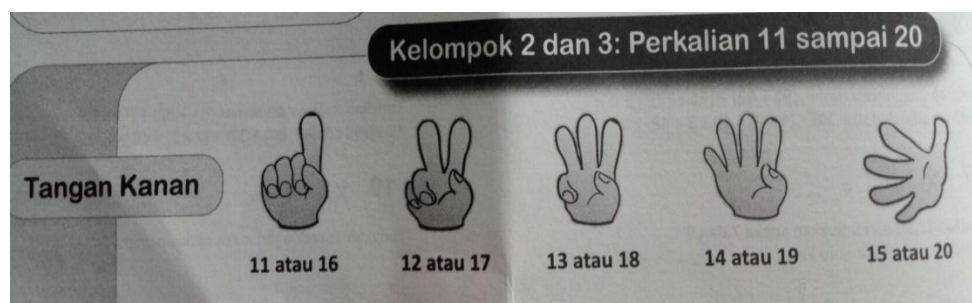 Kelompok 2 dan 3: Perkalian 11 sampai 20
Tangan Kanan
11 atau 16
12 atau 17
13 atau 18
14 atau 19
15 atau 20